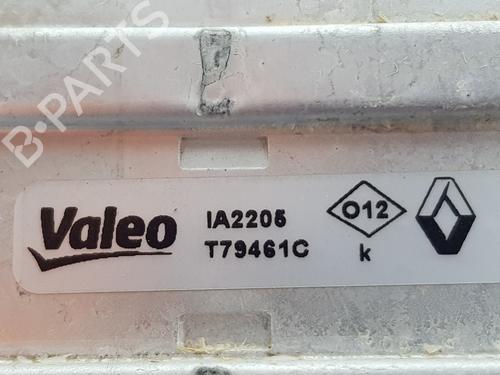 B-PARTS
Valeo
IA2205
T79461C
O12
k